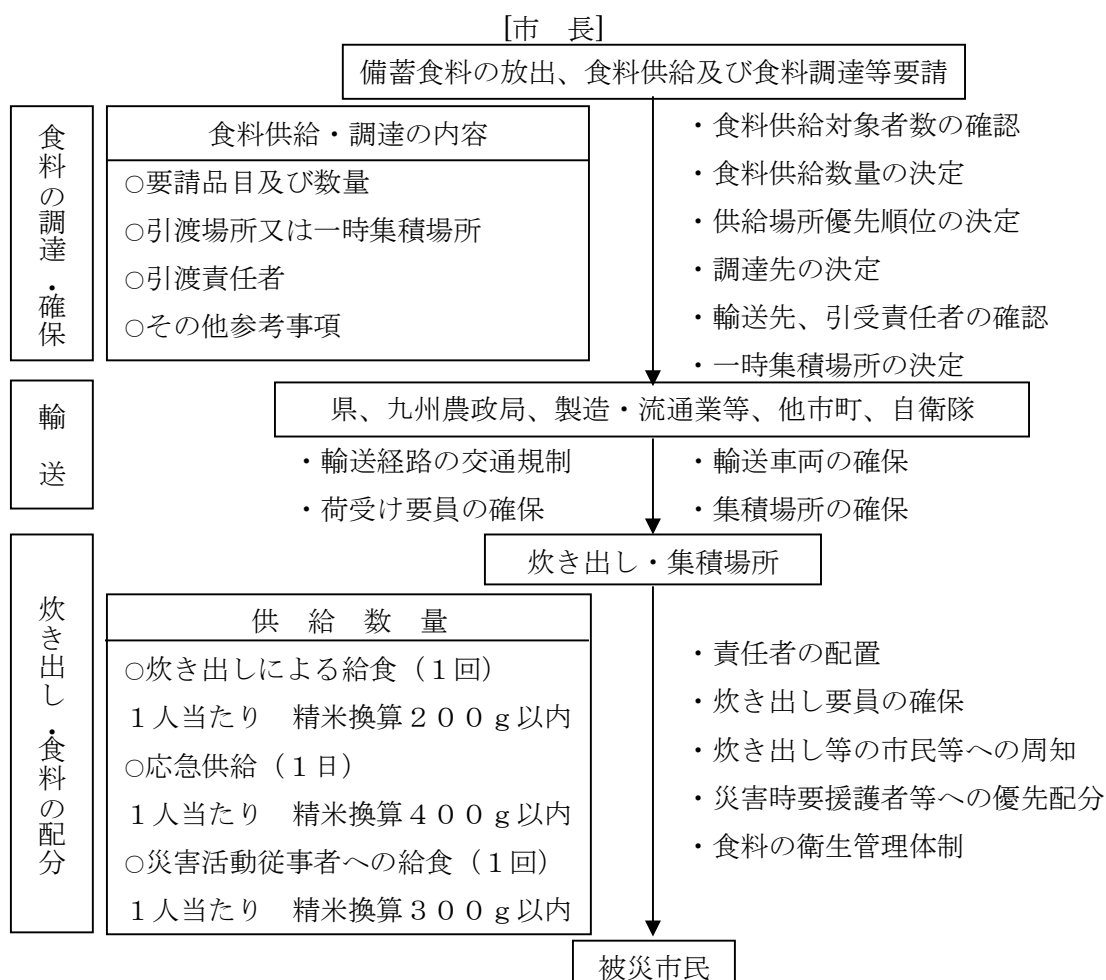 [市　長]
備蓄食料の放出、食料供給及び食料調達等要請
食料の調達・確保
食料供給・調達の内容
○要請品目及び数量
○引渡場所又は一時集積場所
○引渡責任者
○その他参考事項
・食料供給対象者数の確認
・食料供給数量の決定
・供給場所優先順位の決定
・調達先の決定
・輸送先、引受責任者の確認
・一時集積場所の決定
輸　送
県、九州農政局、製造・流通業等、他市町、自衛隊
・輸送経路の交通規制
・荷受け要員の確保
・輸送車両の確保
・集積場所の確保
炊き出し・集積場所
炊き出し・食料の配分
供　給　数　量
○炊き出しによる給食（１回）
１人当たり　精米換算２００ｇ以内
○応急供給（１日）
１人当たり　精米換算４００ｇ以内
○災害活動従事者への給食（１回）
１人当たり　精米換算３００ｇ以内
・責任者の配置
・炊き出し要員の確保
・炊き出し等の市民等への周知
・災害時要援護者等への優先配分
・食料の衛生管理体制
被災市民